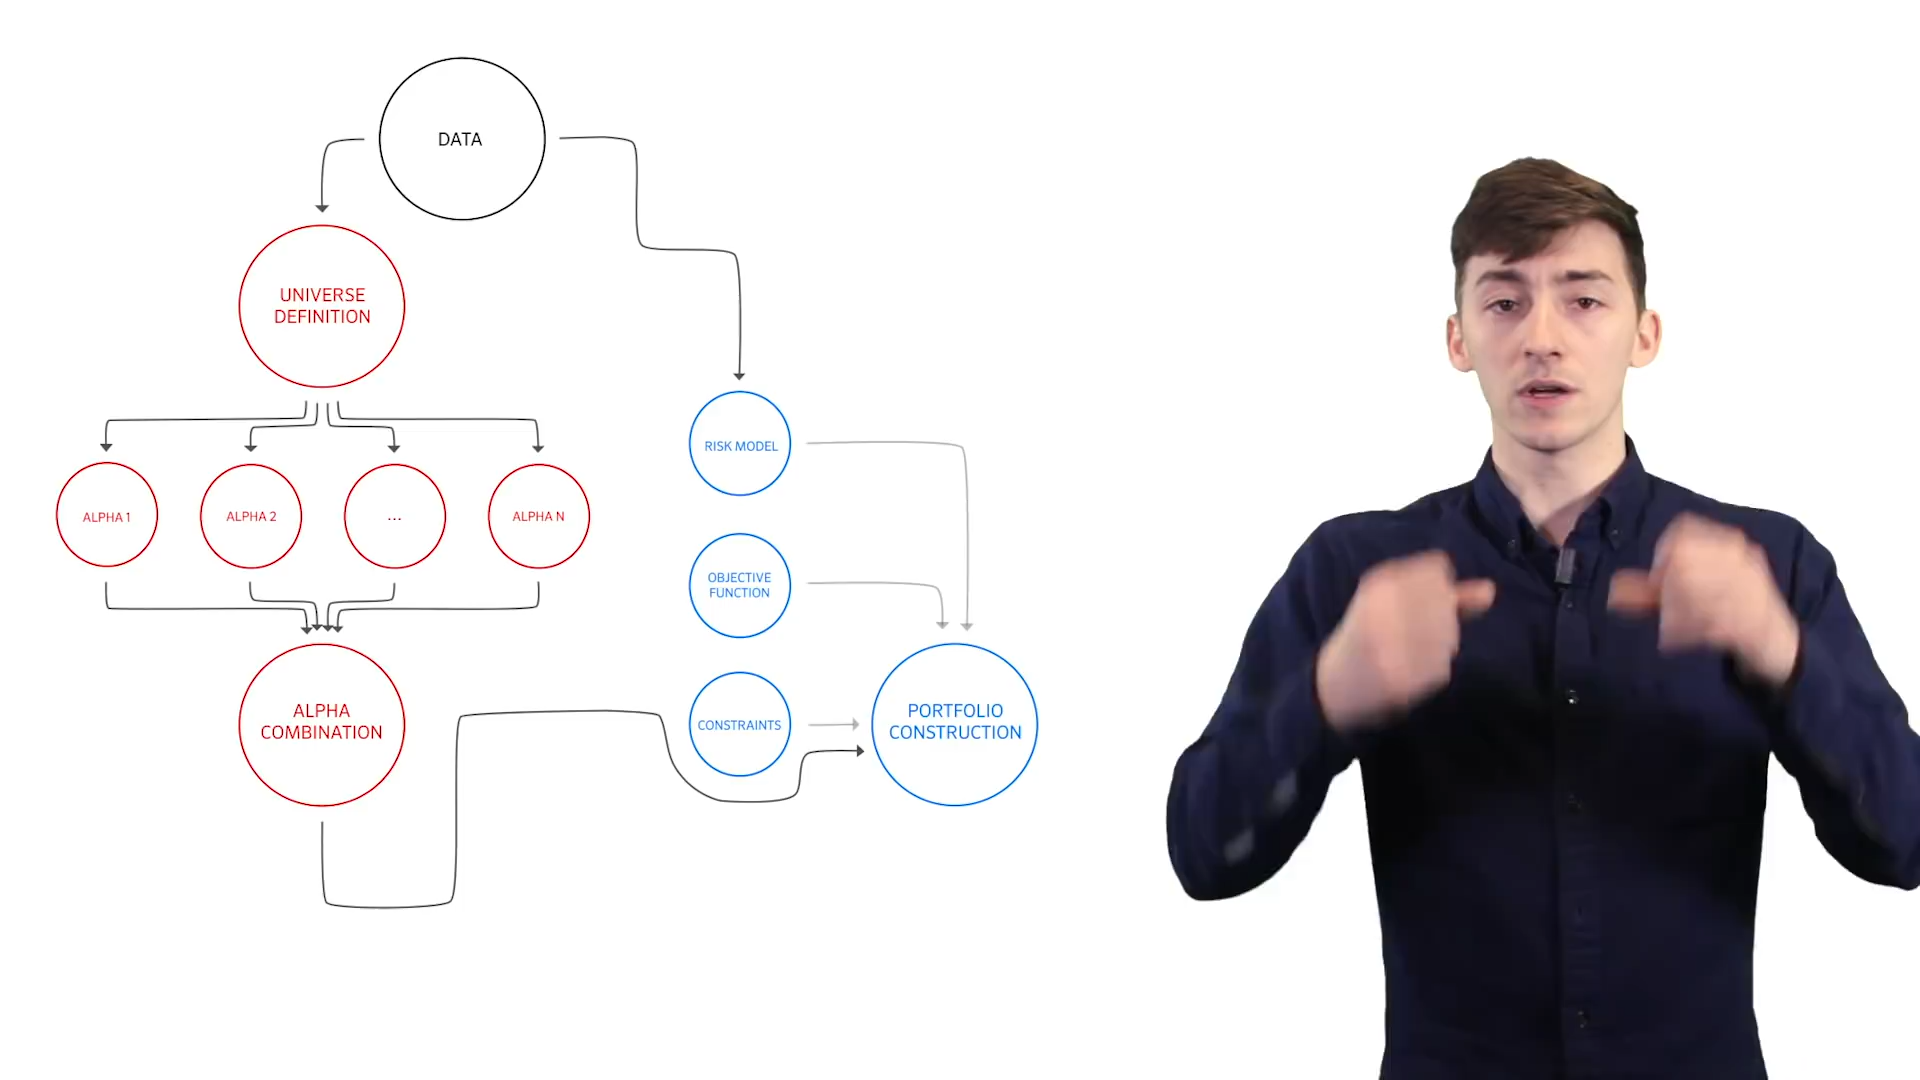 DATA
UNIVERSE
DEFINITION
ALPHA 1
ALPHA 2
...
ALPHA N
ALPHA
COMBINATION
RISK MODEL
OBJECTIVE
FUNCTION
CONSTRAINTS
PORTFOLIO
CONSTRUCTION